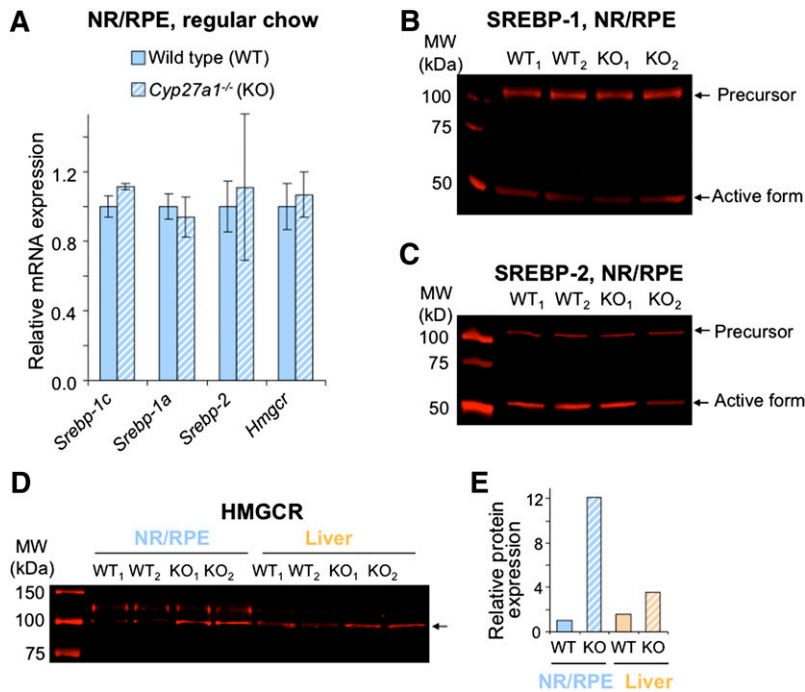 A
NR/RPE, regular chow
Wild type (WT)
Cyp27a1-/- (KO)
Relative mRNA expression
1.2
0.8
0.4
0.0
Srebp-1c
Srebp-1a
Srebp-2
Hmgcr
B
SREBP-1, NR/RPE
MW
(kDa)
WT1 WT2 KO1 KO2
100
75
50
Precursor
Active form
C
SREBP-2, NR/RPE
MW
(kD)
WT1 WT2 KO1 KO2
100
75
50
Precursor
Active form
D
HMGCR
NR/RPE Liver
MW
(kDa)
WT1 WT2 KO1 KO2 WT1 WT2 KO1 KO2
150
100
75
E
Relative protein
expression
12
8
4
0
WT KO WT KO
NR/RPE Liver